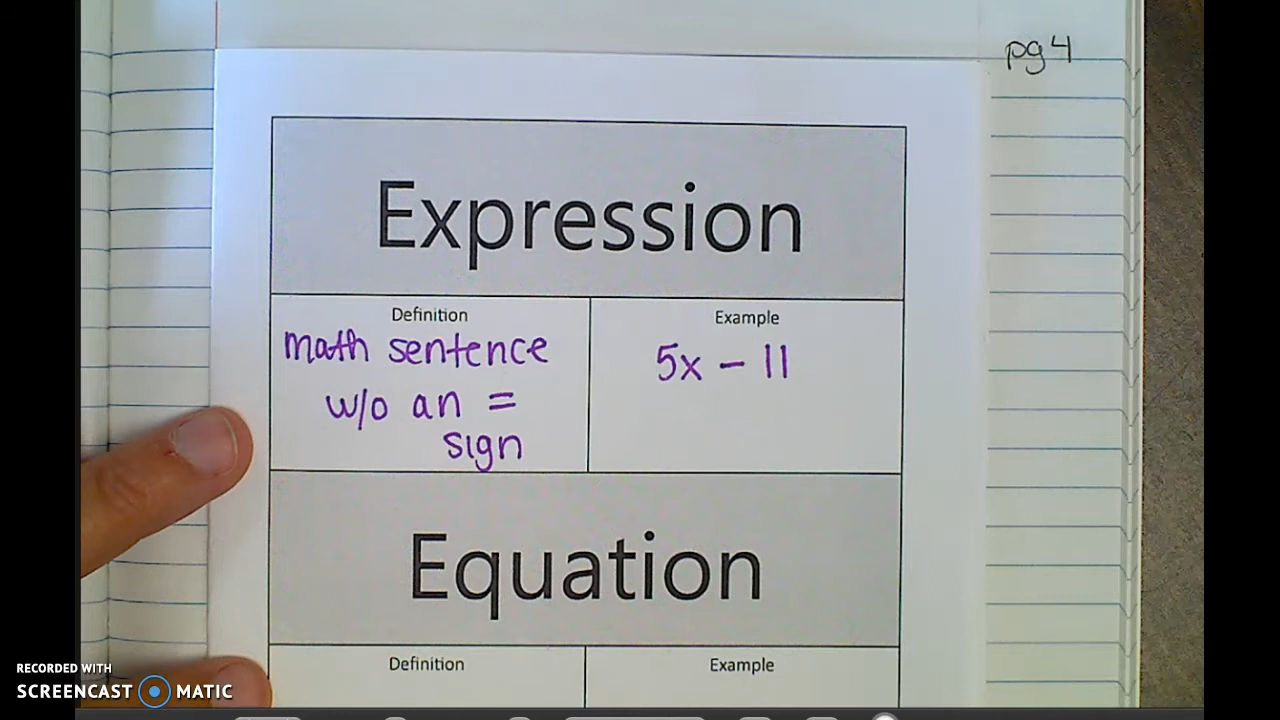 pg 4
Expression
Definition
math sentence
w/o an =
sign
Example
5x – 11
Equation
Definition
Example
RECORDED WITH
SCREENCAST MATIC